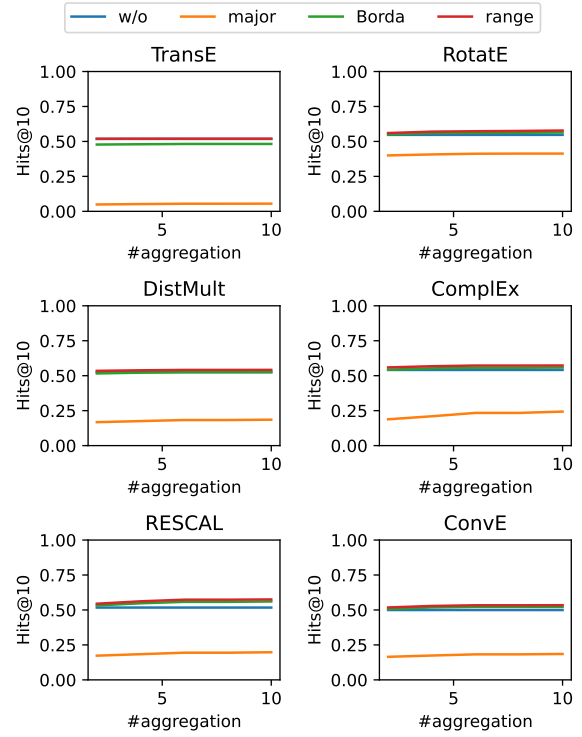 w/o major Borda range
TransE RotatE
1.00 1.00
0.75 0.75
0.50 0.50
0.25 0.25
0.00 0.00
Hits@10 Hits@10
5 10 5 10
#aggregation #aggregation
DistMult ComplEx
1.00 1.00
0.75 0.75
0.50 0.50
0.25 0.25
0.00 0.00
Hits@10 Hits@10
5 10 5 10
#aggregation #aggregation
RESCAL ConvE
1.00 1.00
0.75 0.75
0.50 0.50
0.25 0.25
0.00 0.00
Hits@10 Hits@10
5 10 5 10
#aggregation #aggregation